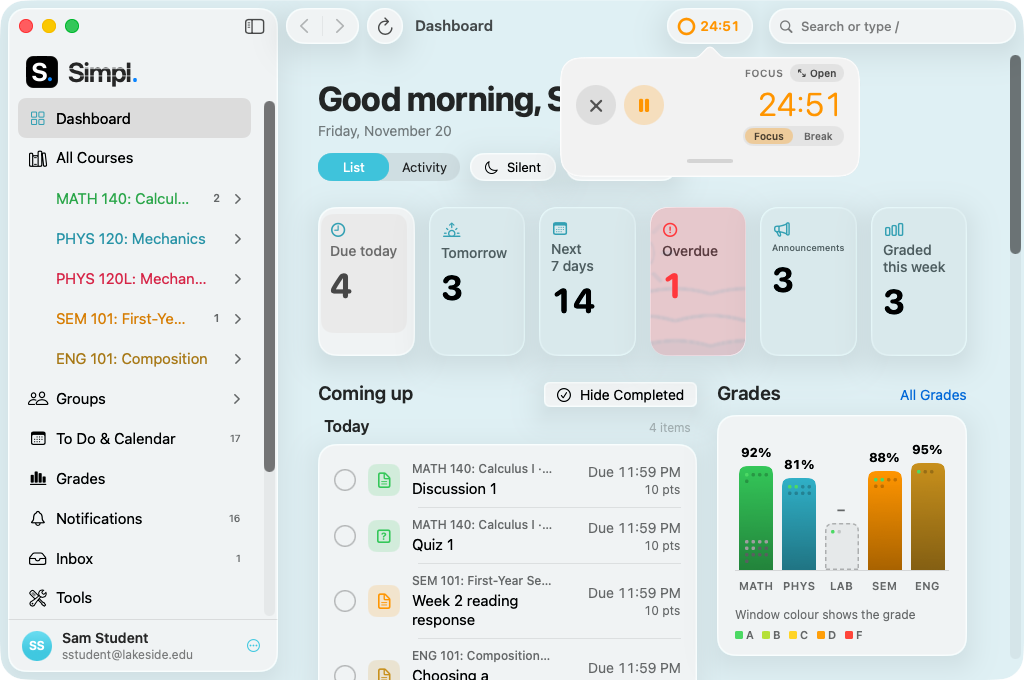 Dashboard
24:51
Search or type /
S.
Simpl.
Dashboard
All Courses
MATH 140: Calcul... 2
PHYS 120: Mechanics
PHYS 120L: Mechan...
SEM 101: First-Ye... 1
ENG 101: Composition
Groups
To Do & Calendar 17
Grades
Notifications 16
Inbox 1
Tools
SS
Sam Student
sstudent@lakeside.edu
FOCUS
Open
24:51
Focus
Break
Good morning, S
Friday, November 20
List
Activity
Silent
Due today
4
Tomorrow
3
Next
7 days
14
Overdue
1
Announcements
3
Graded
this week
3
Coming up
Hide Completed
Today
4 items
MATH 140: Calculus I ·...
Discussion 1
Due 11:59 PM
10 pts
MATH 140: Calculus I ·...
Quiz 1
Due 11:59 PM
10 pts
SEM 101: First-Year Se...
Week 2 reading
response
Due 11:59 PM
10 pts
ENG 101: Composition...
Choosing a
Due 11:59 PM
Grades
All Grades
92%
81%
–
88%
95%
MATH PHYS LAB SEM ENG
Window colour shows the grade
A B C D F